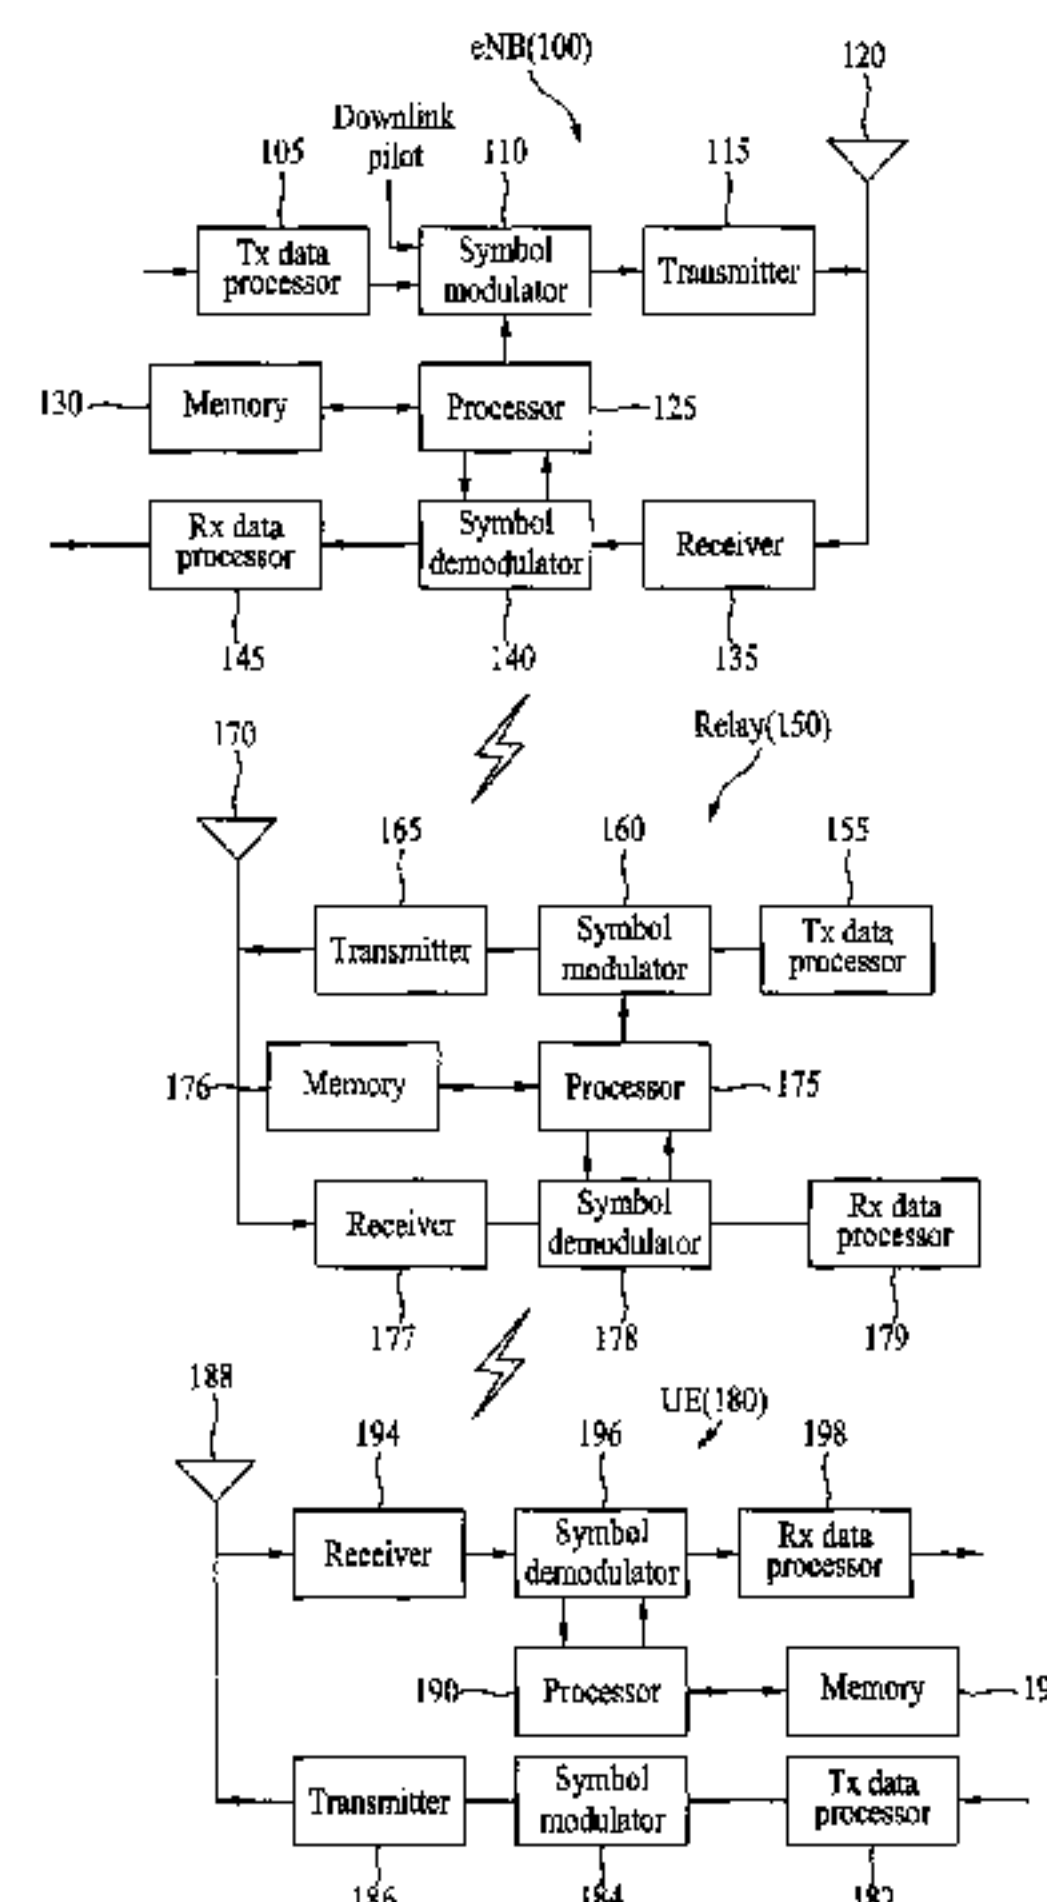 eNB(100)
120
Downlink
pilot
105
110
115
Tx data
processor
Symbol
modulator
Transmitter
130
Memory
Processor
125
Rx data
processor
Symbol
demodulator
Receiver
145
140
135
170
Relay(150)
165
160
155
Transmitter
Symbol
modulator
Tx data
processor
176
Memory
Processor
175
Receiver
Symbol
demodulator
Rx data
processor
177
178
179
188
UE(180)
194
196
198
Receiver
Symbol
demodulator
Rx data
processor
190
Processor
Memory
Transmitter
Symbol
modulator
Tx data
processor